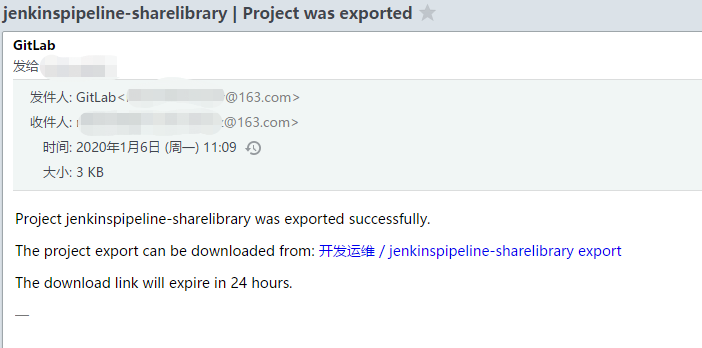 jenkinspipeline-sharelibrary | Project was exported
GitLab
发给
发件人: GitLab< @163.com>
收件人: @163.com>
时间: 2020年1月6日 (周一) 11:09
大小: 3 KB
Project jenkinspipeline-sharelibrary was exported successfully.
The project export can be downloaded from: 开发运维 / jenkinspipeline-sharelibrary export
The download link will expire in 24 hours.
—